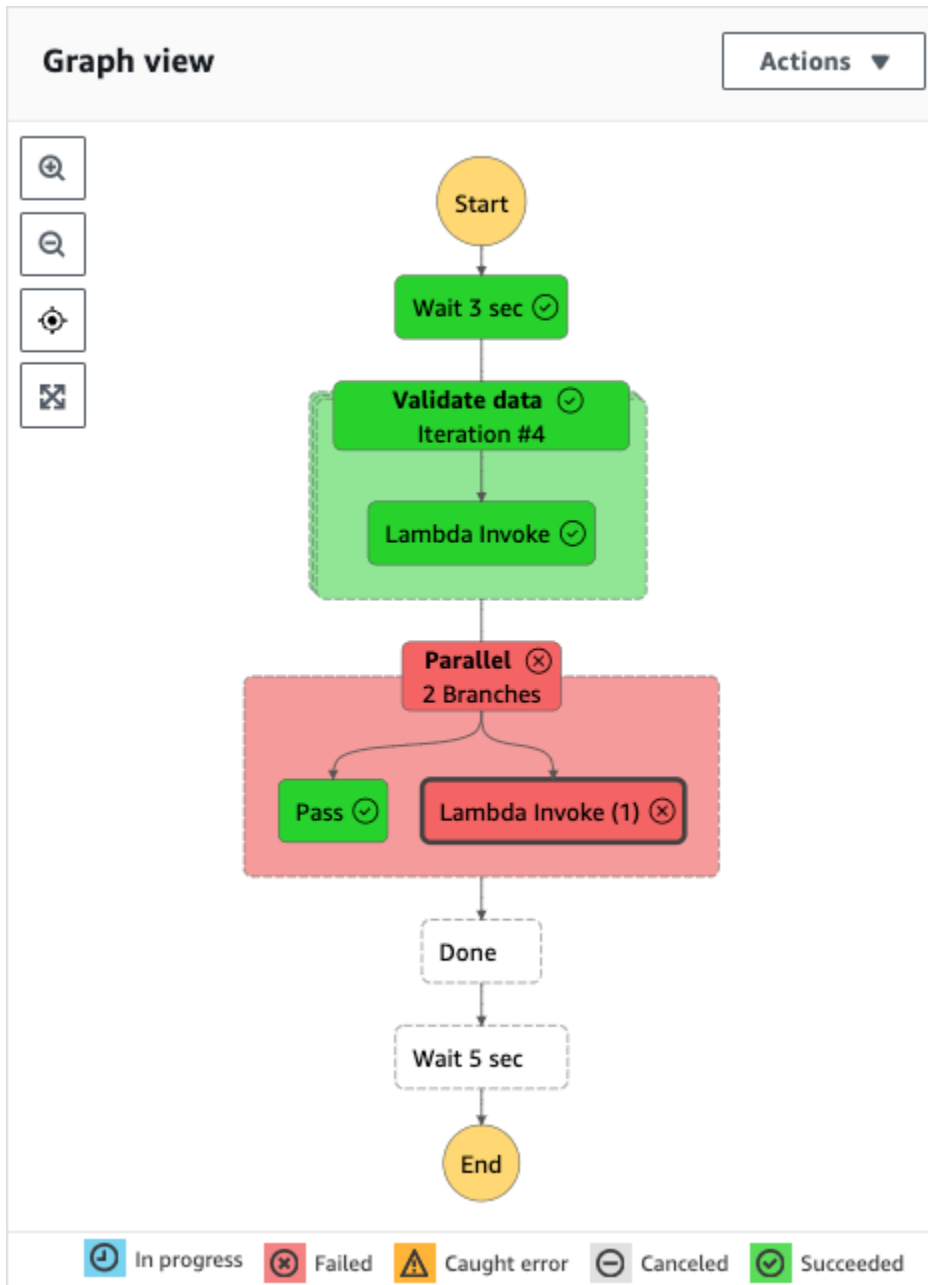 Graph view
Actions
Start
Wait 3 sec
Validate data
Iteration #4
Lambda Invoke
Parallel
2 Branches
Pass
Lambda Invoke (1)
Done
Wait 5 sec
End
In progress
Failed
Caught error
Canceled
Succeeded